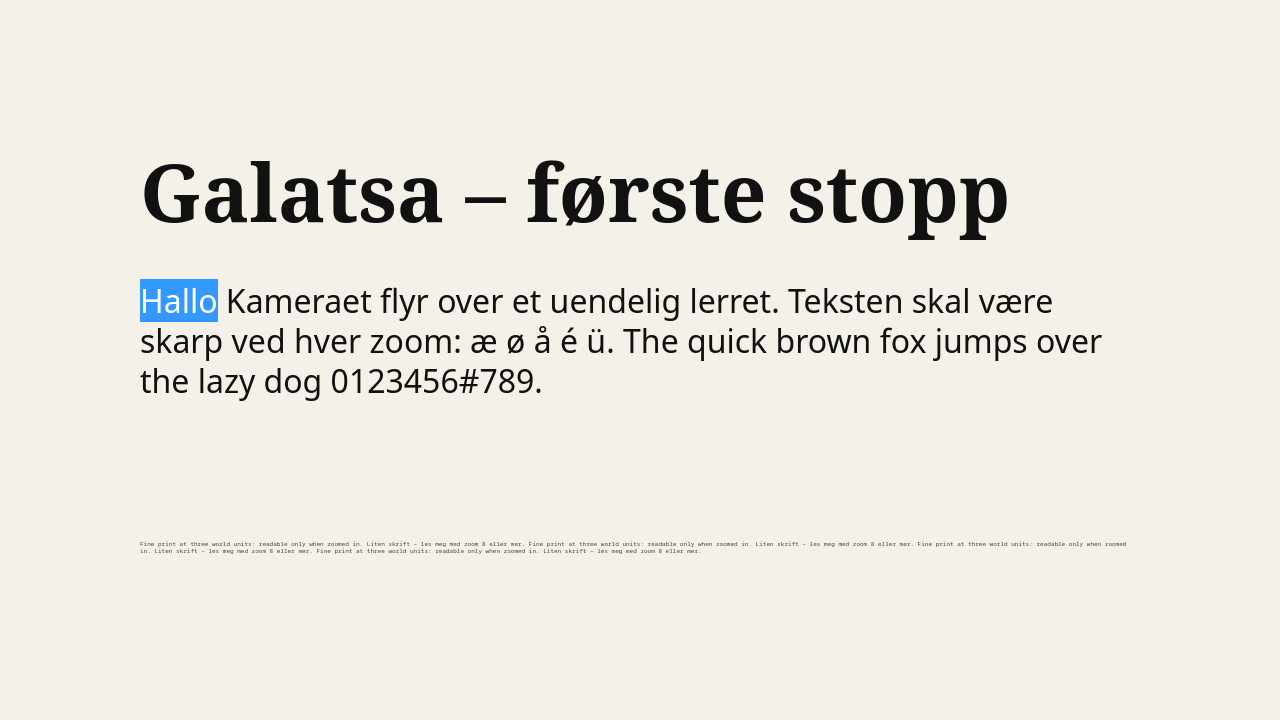 Galatsa – første stopp
Hallo Kameraet flyr over et uendelig lerret. Teksten skal være
skarp ved hver zoom: æ ø å é ü. The quick brown fox jumps over
the lazy dog 0123456#789.
Fine print at three world units: readable only when zoomed in. Liten skrift – les meg med zoom 8 eller mer. Fine print at three world units: readable only when zoomed in. Liten skrift – les meg med zoom 8 eller mer. Fine print at three world units: readable only when zoomed
in. Liten skrift – les meg med zoom 8 eller mer. Fine print at three world units: readable only when zoomed in. Liten skrift – les meg med zoom 8 eller mer.